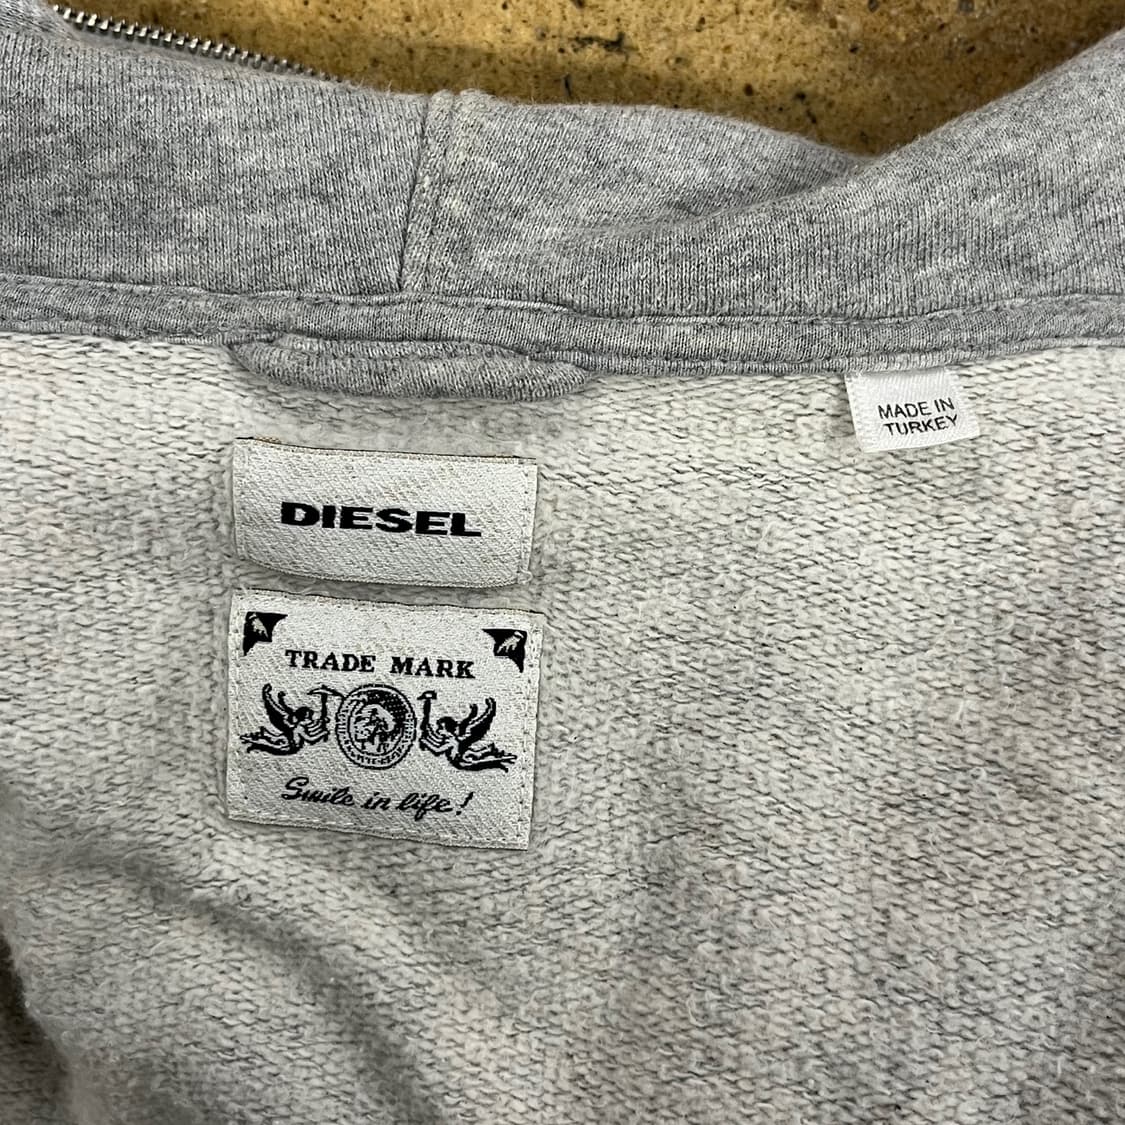 MADE IN
TURKEY
DIESEL
TRADE MARK
Smile in life!